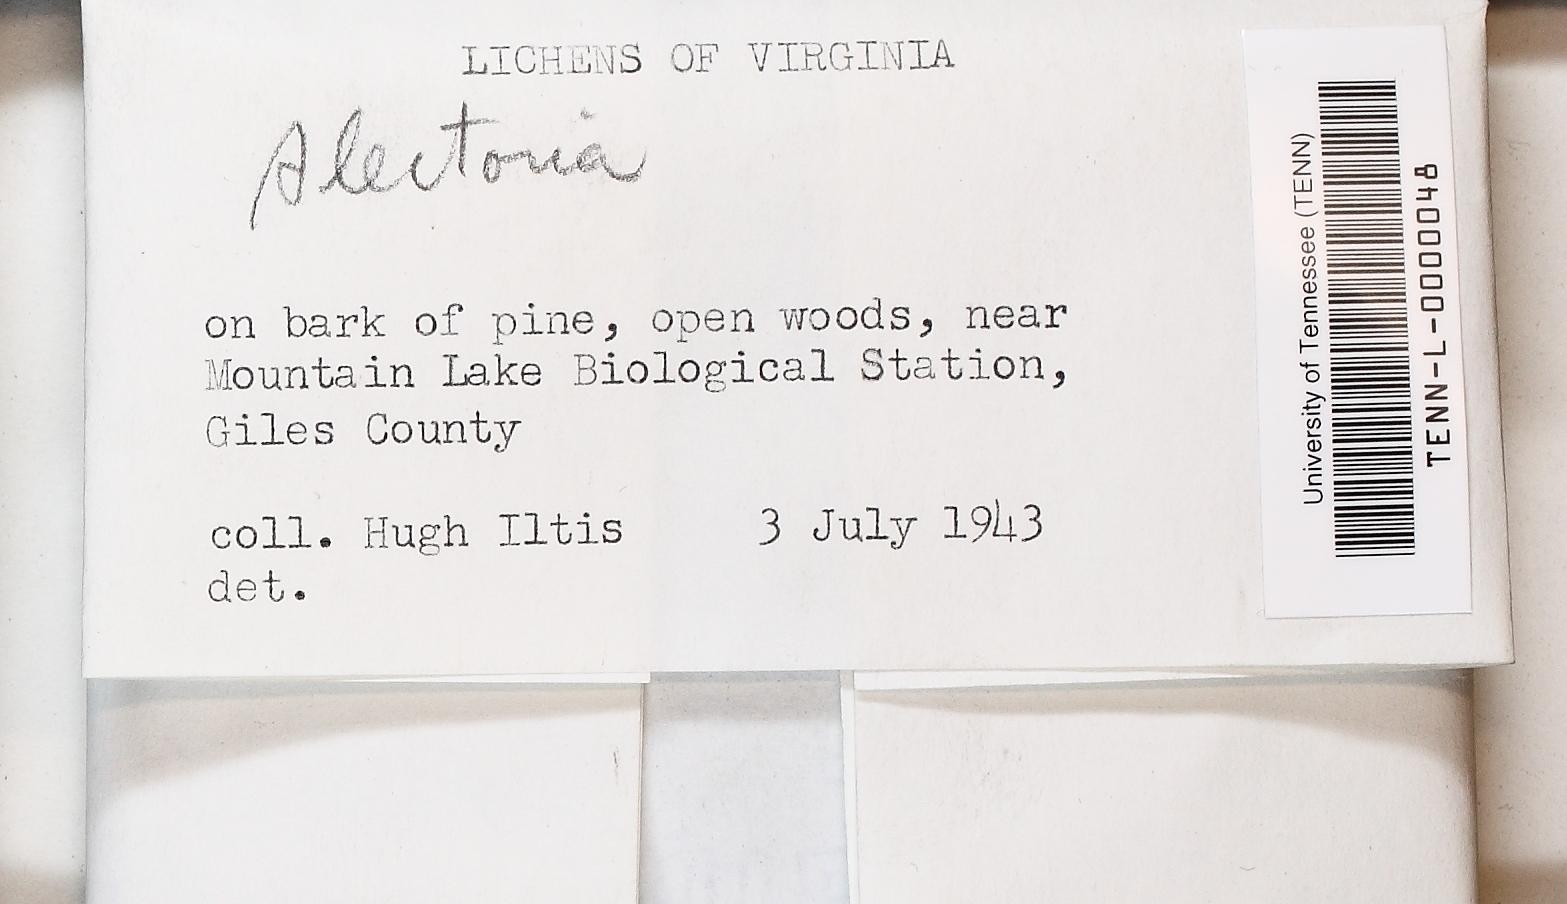 LICHENS OF VIRGINIA
Alectoria
on bark of pine, open woods, near
Mountain Lake Biological Station,
Giles County
coll. Hugh Iltis 3 July 1943
det.
University of Tennessee (TENN)
TENN-L-0000048